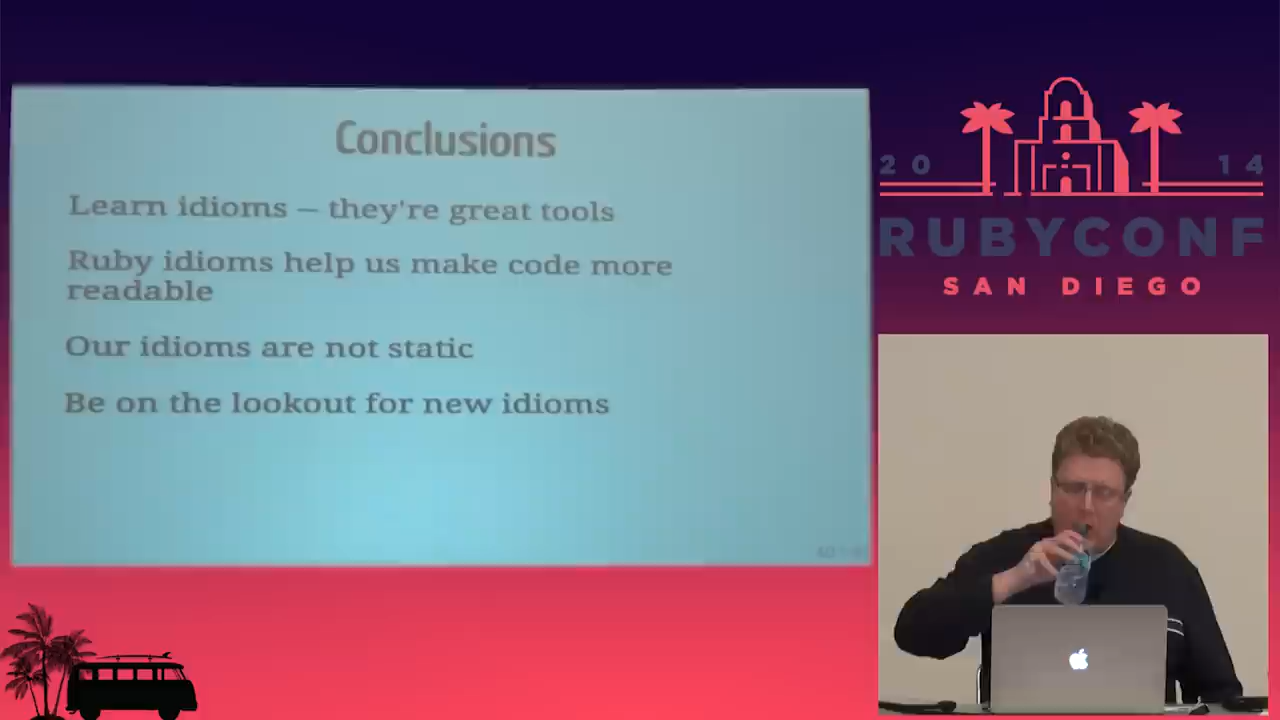 Conclusions
Learn idioms – they're great tools
Ruby idioms help us make code more
readable
Our idioms are not static
Be on the lookout for new idioms
20 14
RUBYCONF
SAN DIEGO